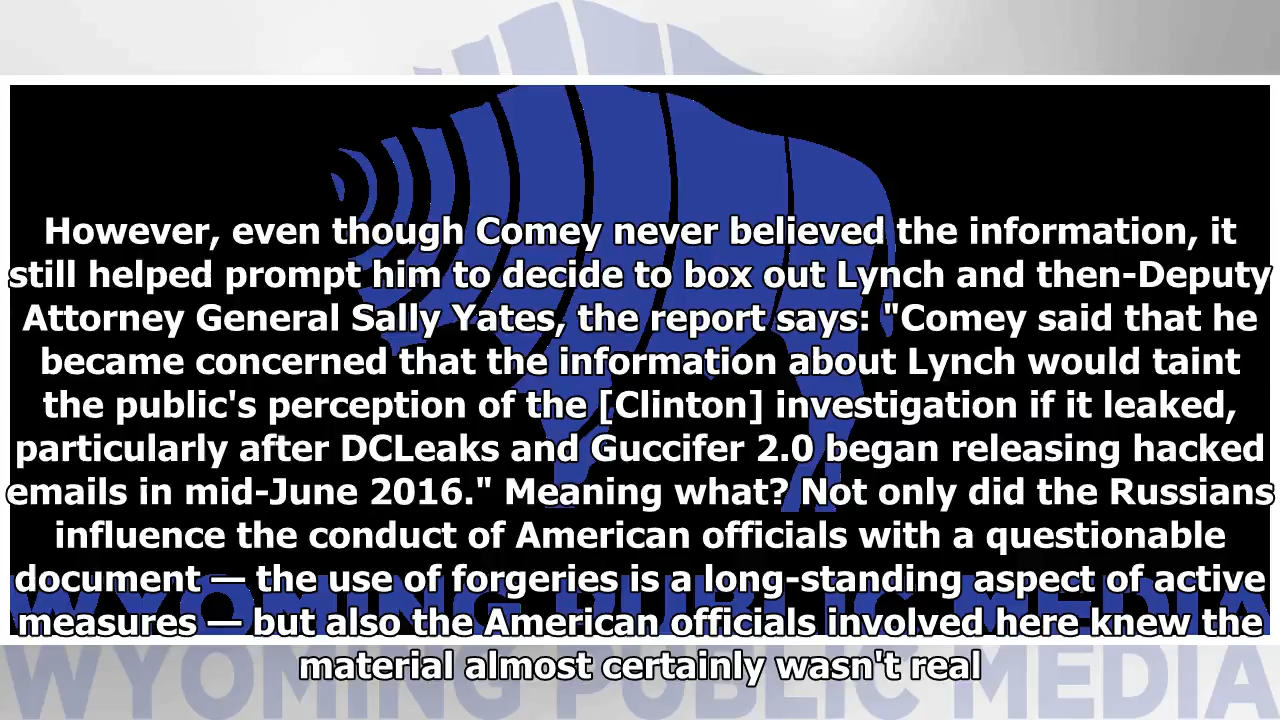 However, even though Comey never believed the information, it
still helped prompt him to decide to box out Lynch and then-Deputy
Attorney General Sally Yates, the report says: "Comey said that he
became concerned that the information about Lynch would taint
the public's perception of the [Clinton] investigation if it leaked,
particularly after DCLeaks and Guccifer 2.0 began releasing hacked
emails in mid-June 2016." Meaning what? Not only did the Russians
influence the conduct of American officials with a questionable
document — the use of forgeries is a long-standing aspect of active
measures — but also the American officials involved here knew the
material almost certainly wasn't real
WYOMING PUBLIC MEDIA
WYOMING PUBLIC MEDIA